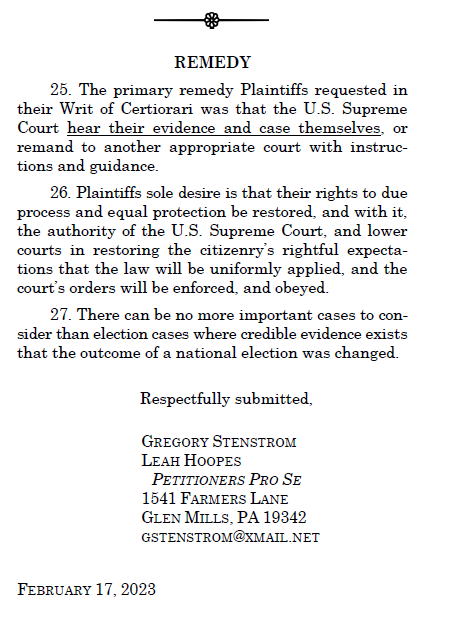 REMEDY
25. The primary remedy Plaintiffs requested in
their Writ of Certiorari was that the U.S. Supreme
Court hear their evidence and case themselves, or
remand to another appropriate court with instruc-
tions and guidance.
26. Plaintiffs sole desire is that their rights to due
process and equal protection be restored, and with it,
the authority of the U.S. Supreme Court, and lower
courts in restoring the citizenry's rightful expecta-
tions that the law will be uniformly applied, and the
court's orders will be enforced, and obeyed.
27. There can be no more important cases to con-
sider than election cases where credible evidence exists
that the outcome of a national election was changed.
Respectfully submitted,
GREGORY STENSTROM
LEAH HOOPES
PETITIONERS PRO SE
1541 FARMERS LANE
GLEN MILLS, PA 19342
GSTENSTROM@XMAIL.NET
FEBRUARY 17, 2023